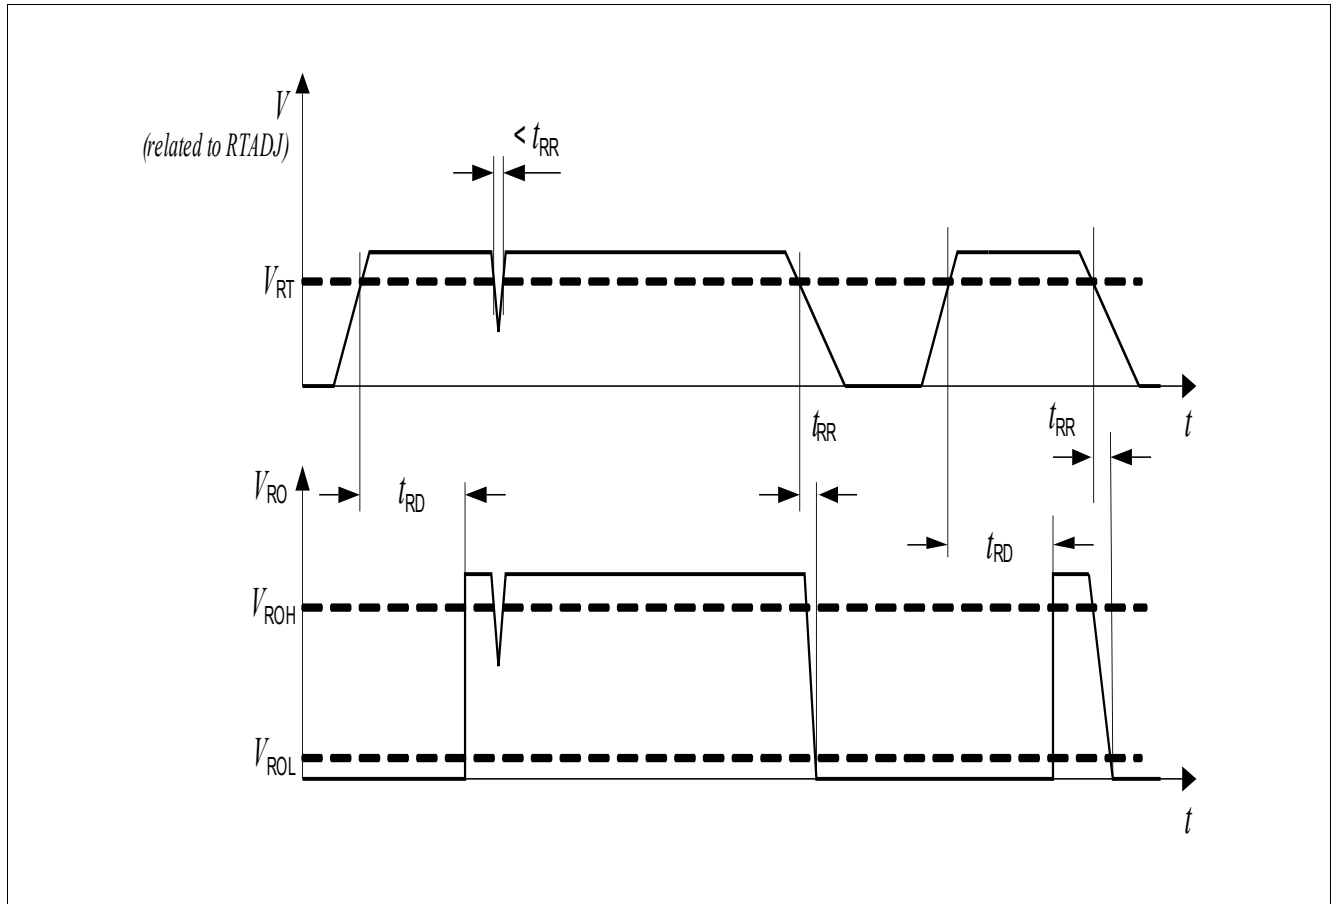 V
(related to RTADJ)
< tRR
VRT
tRR
tRR
t
VRO
tRD
tRD
VROH
VROL
t